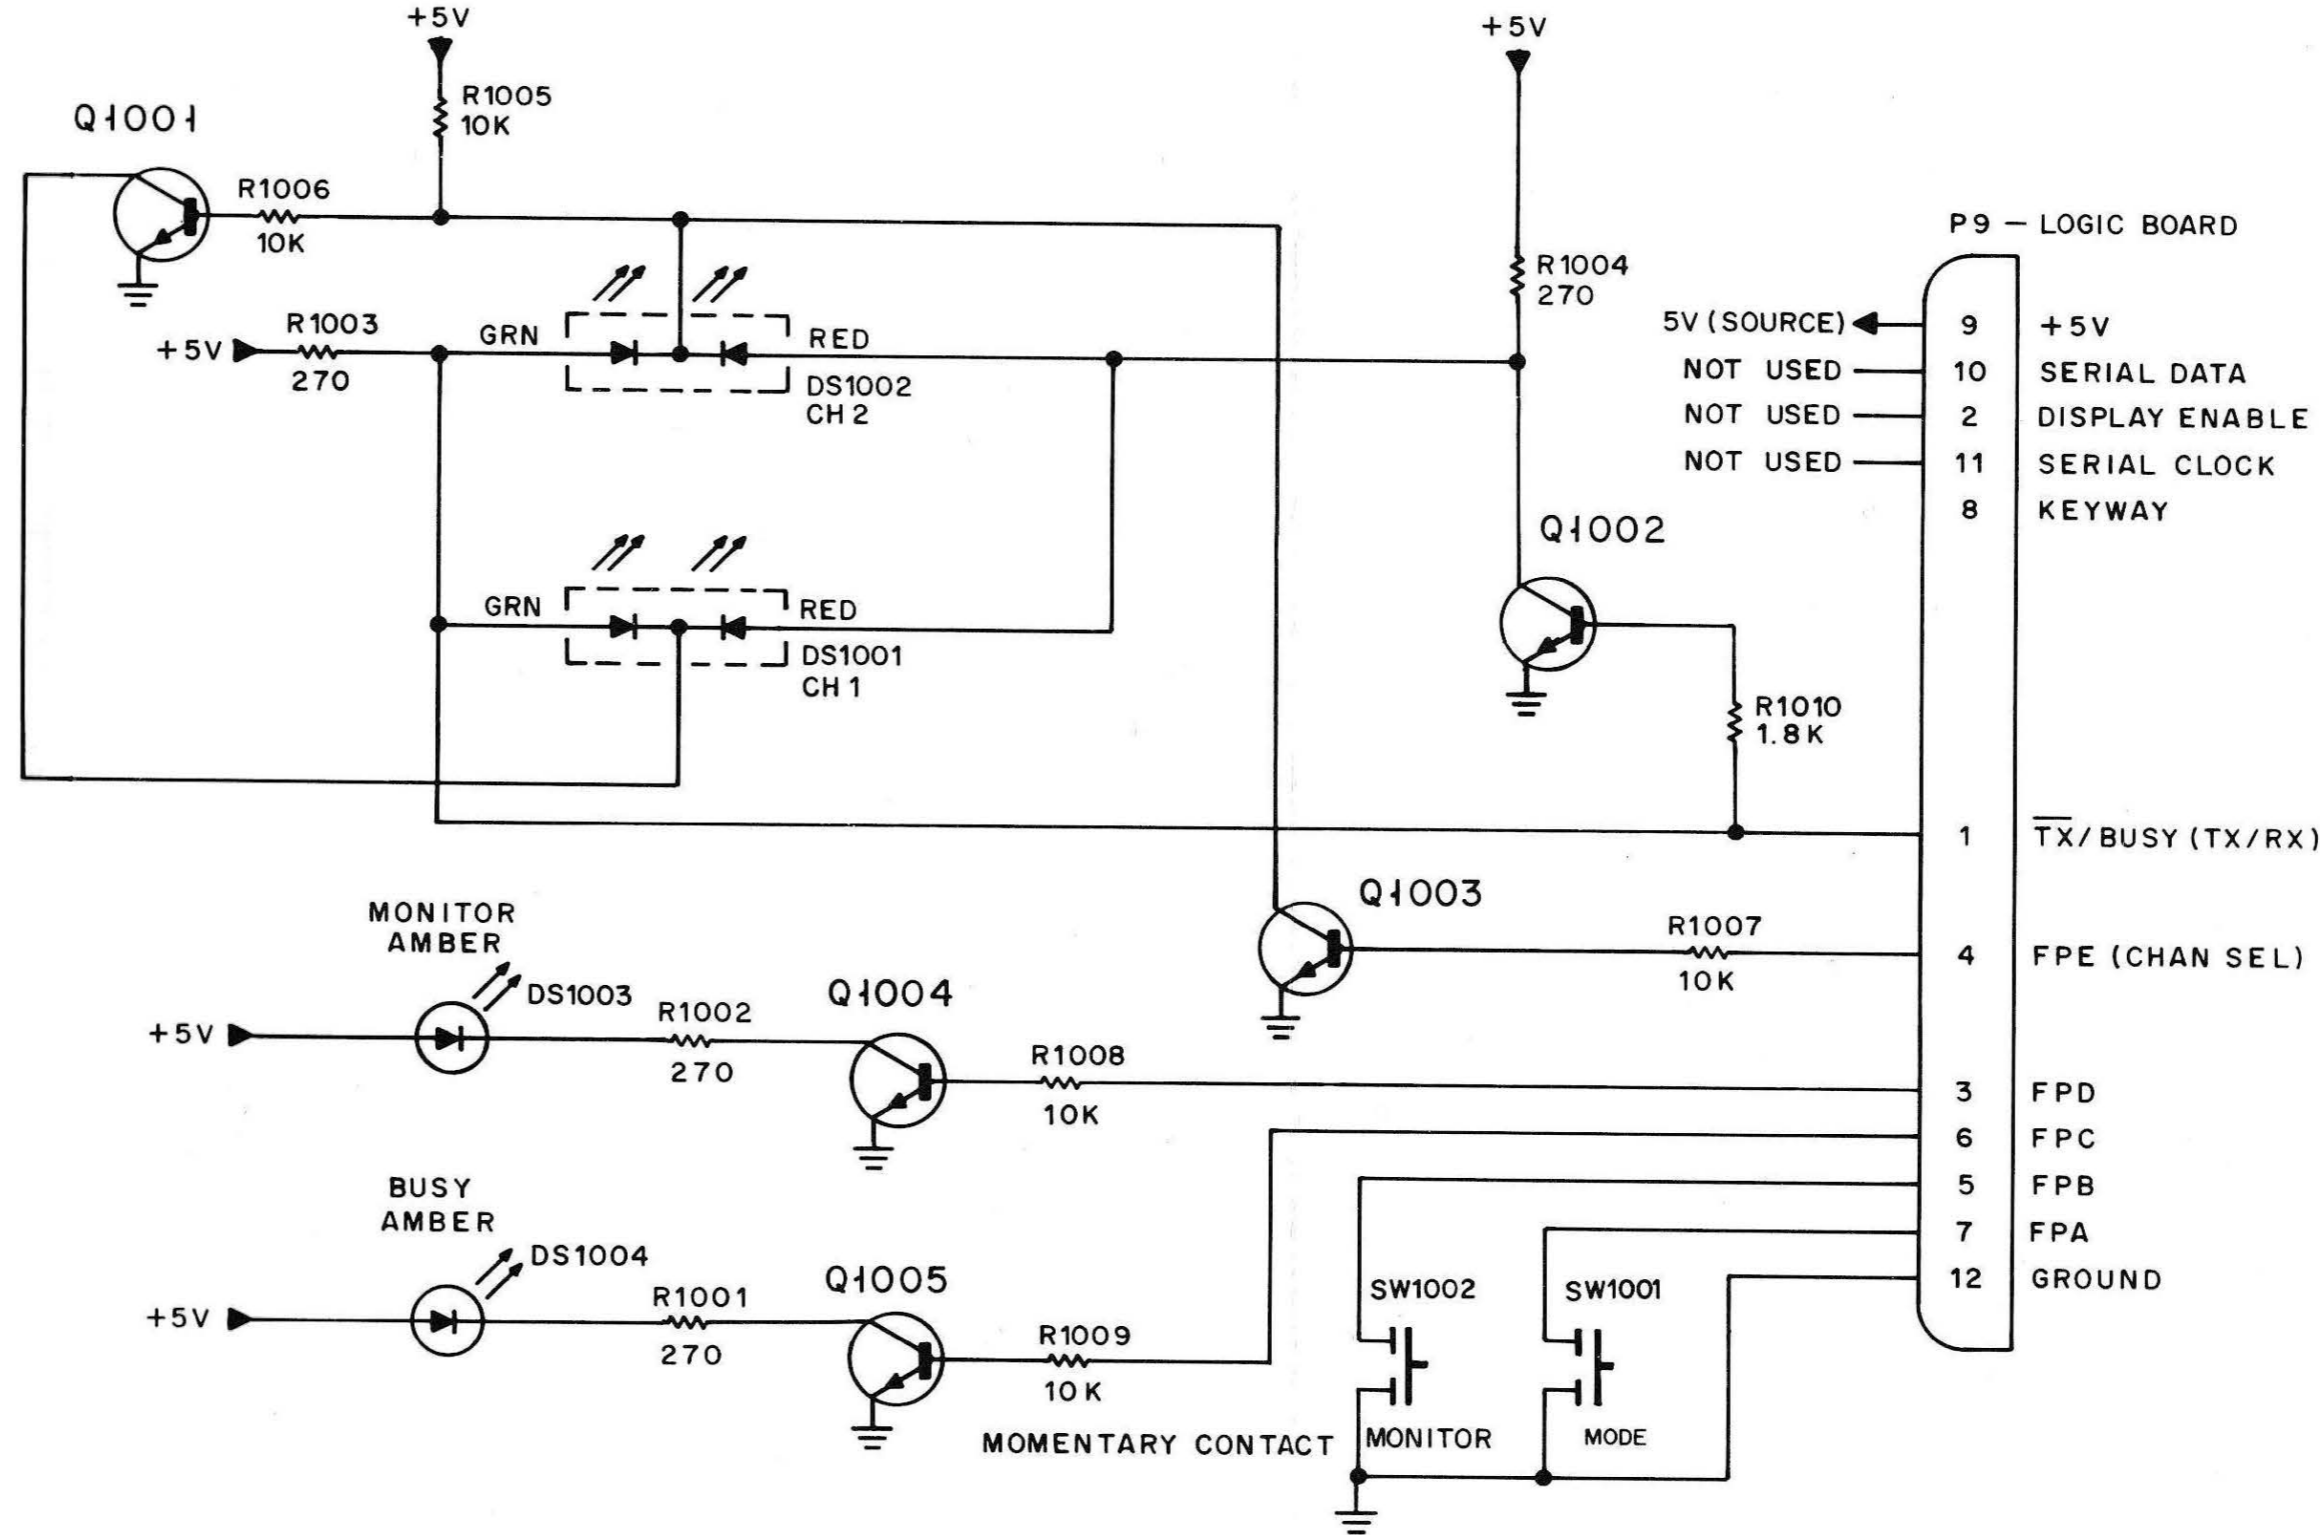 +5V
R1005
10K
Q1001
R1006
10K
R1003
+5V
270
GRN
RED
DS1002
CH 2
GRN
RED
DS1001
CH 1
+5V
R1004
270
Q1002
R1010
1.8K
Q1003
R1007
10K
MONITOR
AMBER
DS1003
+5V
R1002
270
Q1004
R1008
10K
BUSY
AMBER
DS1004
+5V
R1001
270
Q1005
R1009
10K
MOMENTARY CONTACT
SW1002
MONITOR
SW1001
MODE
P9 – LOGIC BOARD
5V (SOURCE) 9 +5V
NOT USED 10 SERIAL DATA
NOT USED 2 DISPLAY ENABLE
NOT USED 11 SERIAL CLOCK
8 KEYWAY
1 T̅X̅/BUSY (TX/RX)
4 FPE (CHAN SEL)
3 FPD
6 FPC
5 FPB
7 FPA
12 GROUND